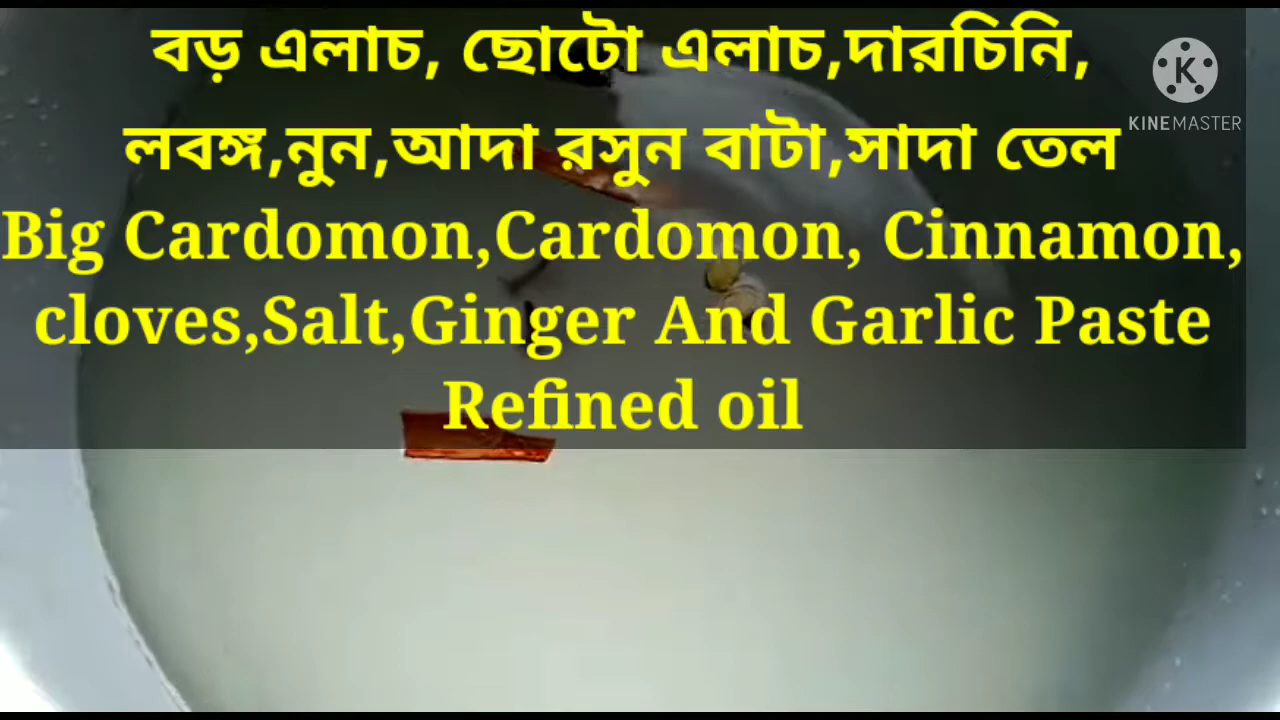 বড় এলাচ, ছোটো এলাচ,দারচিনি,
লবঙ্গ,নুন,আদা রসুন বাটা,সাদা তেল
Big Cardomon,Cardomon, Cinnamon,
cloves,Salt,Ginger And Garlic Paste
Refined oil
KINEMASTER